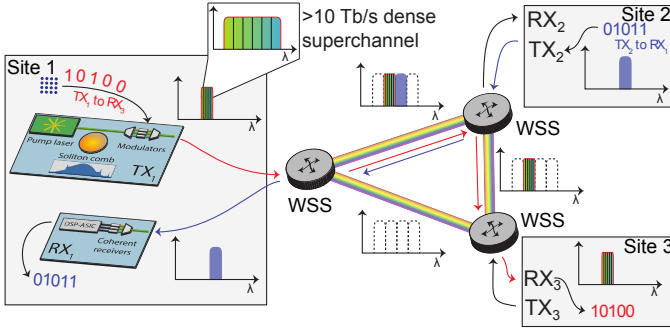 >10 Tb/s dense
superchannel
λ
Site 1
10100
TX₁ to RX₃
λ
Pump laser
Modulators
Soliton comb
TX₁
DSP-ASIC
Coherent
receivers
RX₁
01011
λ
WSS
λ
λ
WSS
λ
WSS
Site 2
RX₂
TX₂
01011
TX₂ to RX₁
λ
Site 3
RX₃
TX₃
λ
10100